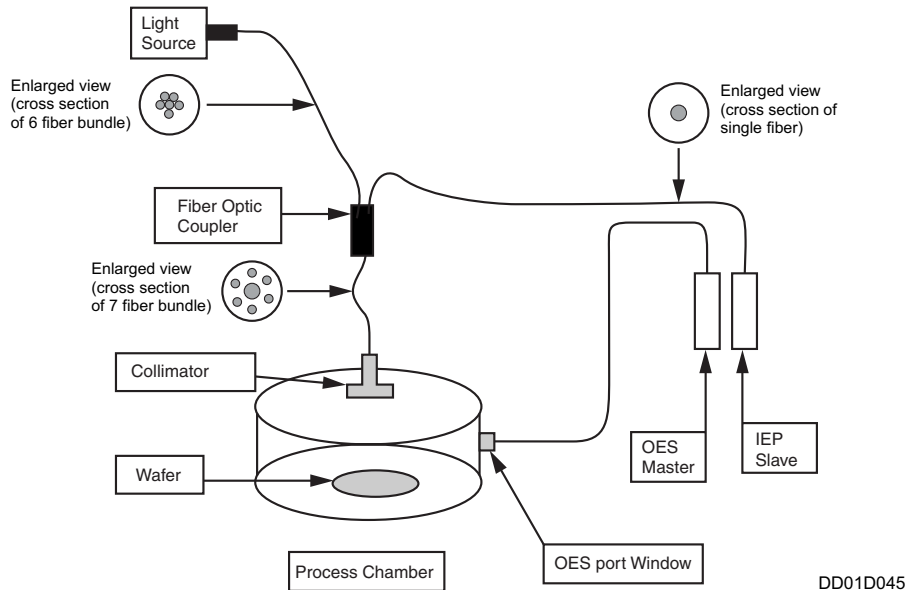 Light
Source
Enlarged view
(cross section
of 6 fiber bundle)
Enlarged view
(cross section of
single fiber)
Fiber Optic
Coupler
Enlarged view
(cross section
of 7 fiber bundle)
Collimator
OES
Master
IEP
Slave
Wafer
OES port Window
Process Chamber
DD01D045